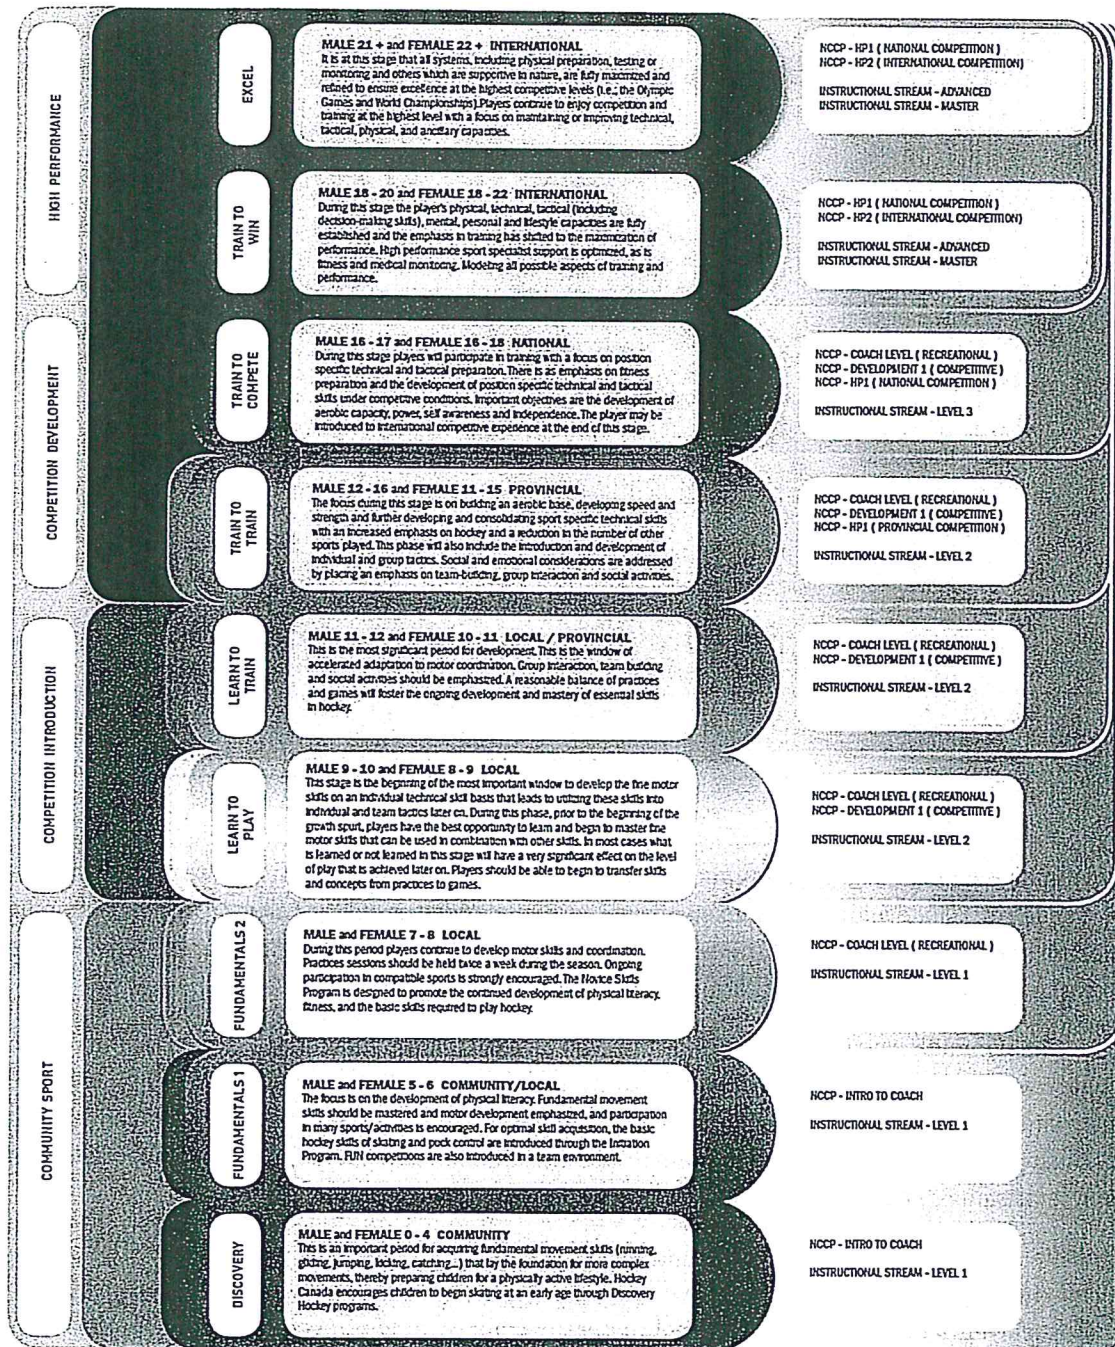 HIGH PERFORMANCE
EXCEL
MALE 21 + and FEMALE 22 + INTERNATIONAL
It is at this stage that all systems, including physical preparation, testing or
monitoring and others which are supportive in nature, are fully maximized and
refined to ensure excellence at the highest competitive levels (i.e.; the Olympic
Games and World Championships).Players continue to enjoy competition and
training at the highest level with a focus on maintaining or improving technical,
tactical, physical, and ancillary capacities.
NCCP - HP1 ( NATIONAL COMPETITION )
NCCP - HP2 ( INTERNATIONAL COMPETITION)
INSTRUCTIONAL STREAM - ADVANCED
INSTRUCTIONAL STREAM - MASTER
TRAIN TO
WIN
MALE 18 - 20 and FEMALE 18 - 22 INTERNATIONAL
During this stage the player's physical, technical, tactical (including
decision-making skills), mental, personal and lifestyle capacities are fully
established and the emphasis in training has shifted to the maximization of
performance. High performance sport specialist support is optimized, as is
fitness and medical monitoring. Modeling all possible aspects of training and
performance.
NCCP - HP1 ( NATIONAL COMPETITION )
NCCP - HP2 ( INTERNATIONAL COMPETITION)
INSTRUCTIONAL STREAM - ADVANCED
INSTRUCTIONAL STREAM - MASTER
COMPETITION DEVELOPMENT
TRAIN TO
COMPETE
MALE 16 - 17 and FEMALE 16 - 18 NATIONAL
During this stage players will participate in training with a focus on position
specific technical and tactical preparation. There is as emphasis on fitness
preparation and the development of position specific technical and tactical
skills under competitive conditions. Important objectives are the development of
aerobic capacity, power, self awareness and independence. The player may be
introduced to international competitive experience at the end of this stage.
NCCP - COACH LEVEL ( RECREATIONAL )
NCCP - DEVELOPMENT 1 ( COMPETITIVE )
NCCP - HP1 ( NATIONAL COMPETITION )
INSTRUCTIONAL STREAM - LEVEL 3
TRAIN TO
TRAIN
MALE 12 - 16 and FEMALE 11 - 15 PROVINCIAL
The focus during this stage is on building an aerobic base, developing speed and
strength and further developing and consolidating sport specific technical skills
with an increased emphasis on hockey and a reduction in the number of other
sports played. This phase will also include the introduction and development of
individual and group tactics. Social and emotional considerations are addressed
by placing an emphasis on team-building, group interaction and social activities.
NCCP - COACH LEVEL ( RECREATIONAL )
NCCP - DEVELOPMENT 1 ( COMPETITIVE )
NCCP - HP1 ( PROVINCIAL COMPETITION )
INSTRUCTIONAL STREAM - LEVEL 2
COMPETITION INTRODUCTION
LEARN TO
TRAIN
MALE 11 - 12 and FEMALE 10 - 11 LOCAL / PROVINCIAL
This is the most significant period for development. This is the window of
accelerated adaptation to motor coordination. Group interaction, team building
and social activities should be emphasized. A reasonable balance of practices
and games will foster the ongoing development and mastery of essential skills
in hockey.
NCCP - COACH LEVEL ( RECREATIONAL )
NCCP - DEVELOPMENT 1 ( COMPETITIVE )
INSTRUCTIONAL STREAM - LEVEL 2
LEARN TO
PLAY
MALE 9 - 10 and FEMALE 8 - 9 LOCAL
This stage is the beginning of the most important window to develop the fine motor
skills on an individual technical skill basis that leads to utilizing these skills into
individual and team tactics later on. During this phase, prior to the beginning of the
growth spurt, players have the best opportunity to learn and begin to master fine
motor skills that can be used in combination with other skills. In most cases what
is learned or not learned in this stage will have a very significant effect on the level
of play that is achieved later on. Players should be able to begin to transfer skills
and concepts from practices to games.
NCCP - COACH LEVEL ( RECREATIONAL )
NCCP - DEVELOPMENT 1 ( COMPETITIVE )
INSTRUCTIONAL STREAM - LEVEL 2
COMMUNITY SPORT
FUNDAMENTALS 2
MALE and FEMALE 7 - 8 LOCAL
During this period players continue to develop motor skills and coordination.
Practices sessions should be held twice a week during the season. Ongoing
participation in compatible sports is strongly encouraged. The Novice Skills
Program is designed to promote the continued development of physical literacy,
fitness, and the basic skills required to play hockey.
NCCP - COACH LEVEL ( RECREATIONAL )
INSTRUCTIONAL STREAM - LEVEL 1
FUNDAMENTALS 1
MALE and FEMALE 5 - 6 COMMUNITY/LOCAL
The focus is on the development of physical literacy. Fundamental movement
skills should be mastered and motor development emphasized, and participation
in many sports/activities is encouraged. For optimal skill acquisition, the basic
hockey skills of skating and puck control are introduced through the Initiation
Program. FUN competitions are also introduced in a team environment.
NCCP - INTRO TO COACH
INSTRUCTIONAL STREAM - LEVEL 1
DISCOVERY
MALE and FEMALE 0 - 4 COMMUNITY
This is an important period for acquiring fundamental movement skills (running,
gliding, jumping, kicking, catching...) that lay the foundation for more complex
movements, thereby preparing children for a physically active lifestyle. Hockey
Canada encourages children to begin skating at an early age through Discovery
Hockey programs.
NCCP - INTRO TO COACH
INSTRUCTIONAL STREAM - LEVEL 1